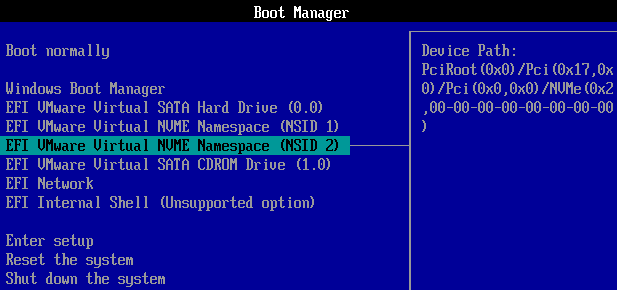 Boot Manager
Boot normally
Windows Boot Manager
EFI VMware Virtual SATA Hard Drive (0.0)
EFI VMware Virtual NVME Namespace (NSID 1)
EFI VMware Virtual NVME Namespace (NSID 2)
EFI VMware Virtual SATA CDROM Drive (1.0)
EFI Network
EFI Internal Shell (Unsupported option)
Enter setup
Reset the system
Shut down the system
Device Path:
PciRoot(0x0)/Pci(0x17,0x
0)/Pci(0x0,0x0)/NVMe(0x2
,00-00-00-00-00-00-00-00
)